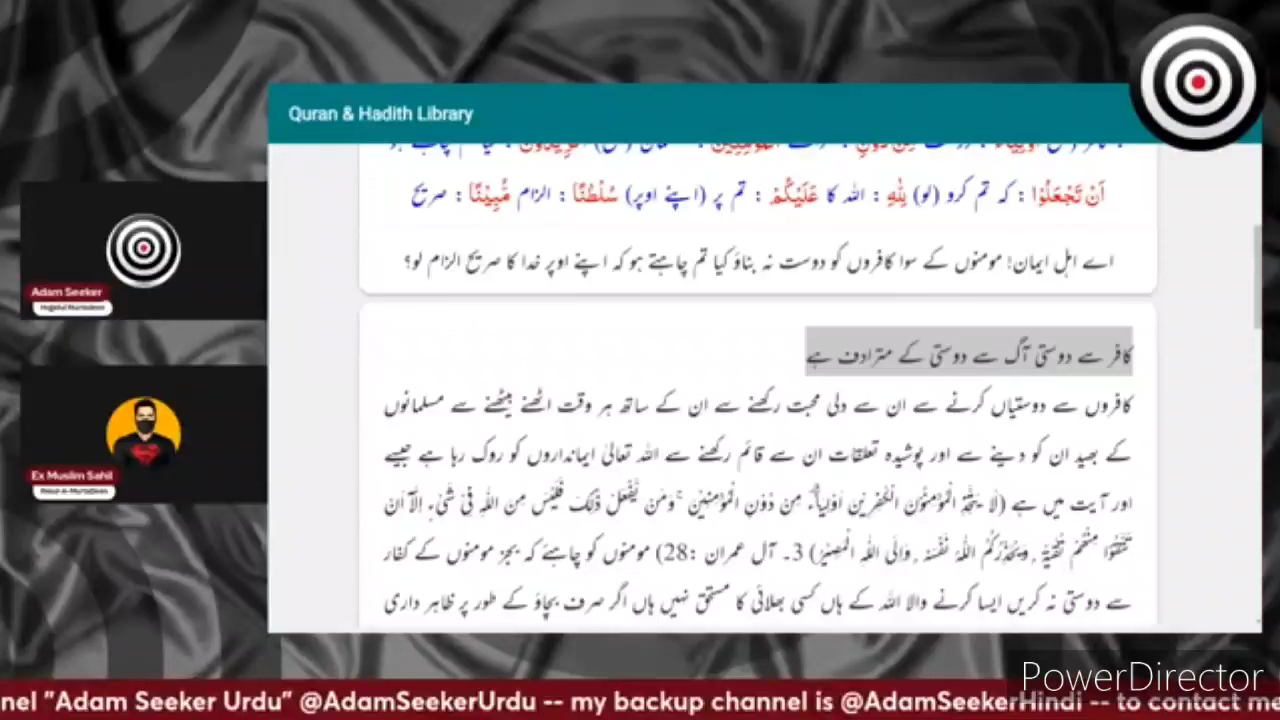 Quran & Hadith Library
اَنْ تَجْعَلُوْا : کہ تم کرو (لو) لِلّٰهِ : اللہ کا عَلَيْكُمْ : تم پر (اپنے اوپر) سُلْطٰنًا : الزام مُّبِيْنًا : صریح
اے اہل ایمان! مومنوں کے سوا کافروں کو دوست نہ بناؤ کیا تم چاہتے ہو کہ اپنے اوپر خدا کا صریح الزام لو؟
کافر سے دوستی آگ سے دوستی کے مترادف ہے
کافروں سے دوستیاں کرنے سے ان سے دلی محبت رکھنے سے ان کے ساتھ ہر وقت اٹھنے بیٹھنے سے مسلمانوں
کے بھید ان کو دینے سے اور پوشیدہ تعلقات ان سے قائم رکھنے سے اللہ تعالیٰ ایمانداروں کو روک رہا ہے جیسے
اور آیت میں ہے (لَا يَتَّخِذِ الْمُؤْمِنُوْنَ الْكٰفِرِيْنَ اَوْلِيَاۗءَ مِنْ دُوْنِ الْمُؤْمِنِيْنَ ۚ وَمَنْ يَّفْعَلْ ذٰلِكَ فَلَيْسَ مِنَ اللّٰهِ فِيْ شَيْءٍ اِلَّآ اَنْ
تَتَّقُوْا مِنْھُمْ تُقٰىةً ۭ وَيُحَذِّرُكُمُ اللّٰهُ نَفْسَهٗ ۭ وَاِلَى اللّٰهِ الْمَصِيْرُ) 3۔ آل عمران :28) مومنوں کو چاہئے کہ بجز مومنوں کے کفار
سے دوستی نہ کریں ایسا کرنے والا اللہ کے ہاں کسی بھلائی کا مستحق نہیں ہاں اگر صرف بچاؤ کے طور پر ظاہر داری
Adam Seeker
Ex Muslim Sahil
PowerDirector
nel "Adam Seeker Urdu" @AdamSeekerUrdu -- my backup channel is @AdamSeekerHindi -- to contact me